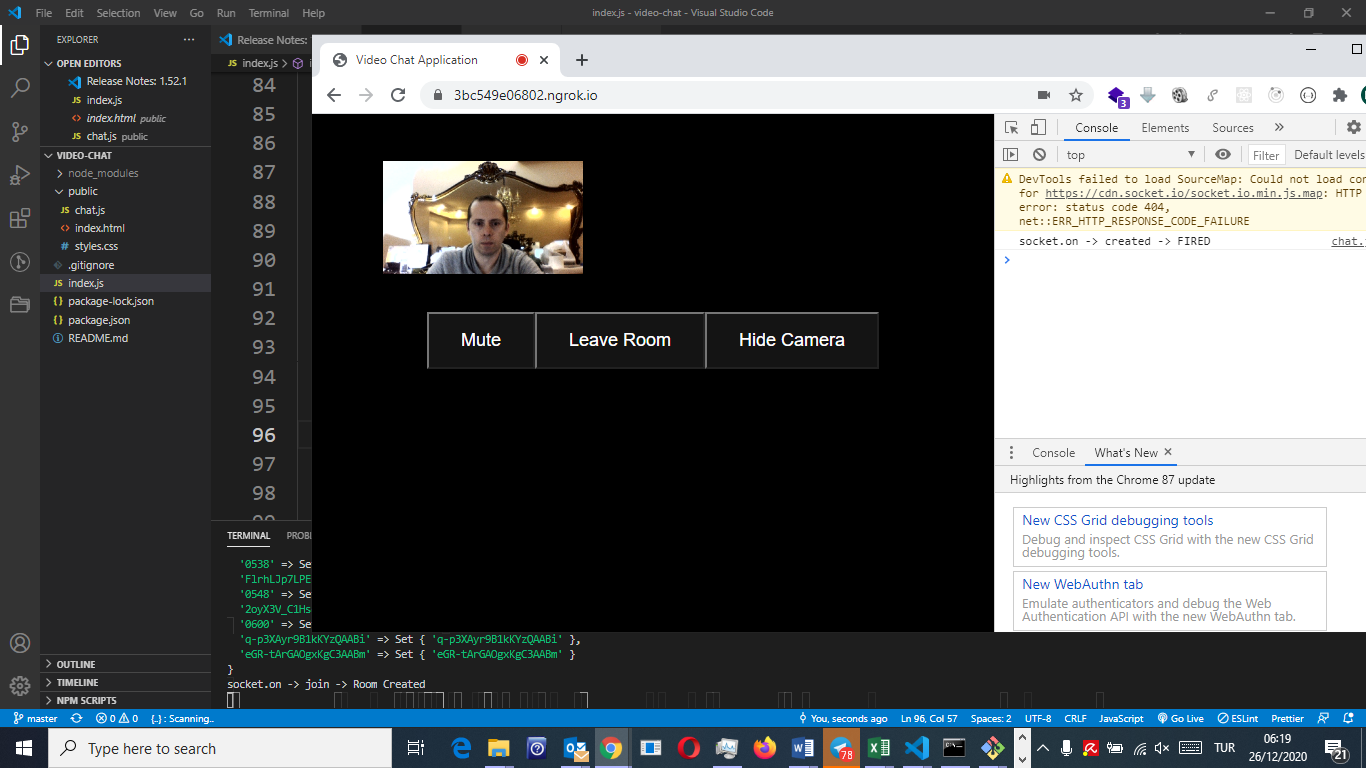 File Edit Selection View Go Run Terminal Help
index.js - video-chat - Visual Studio Code
EXPLORER
OPEN EDITORS
Release Notes: 1.52.1
index.js
index.html public
chat.js public
VIDEO-CHAT
node_modules
public
chat.js
index.html
styles.css
.gitignore
index.js
package-lock.json
package.json
README.md
OUTLINE
TIMELINE
NPM SCRIPTS
Release Notes:
index.js
84
85
86
87
88
89
90
91
92
93
94
95
96
97
98
Video Chat Application
3bc549e06802.ngrok.io
3
Mute
Leave Room
Hide Camera
Console Elements Sources
top
Filter
Default levels
DevTools failed to load SourceMap: Could not load
for https://cdn.socket.io/socket.io.min.js.map: HTTP
error: status code 404,
net::ERR_HTTP_RESPONSE_CODE_FAILURE
socket.on -> created -> FIRED
chat.
Console What's New
Highlights from the Chrome 87 update
New CSS Grid debugging tools
Debug and inspect CSS Grid with the new CSS Grid
debugging tools.
New WebAuthn tab
Emulate authenticators and debug the Web
Authentication API with the new WebAuthn tab.
TERMINAL
'0538' => Se
'FlrhLJp7LPE
'0548' => Se
'2oyX3V_C1Hs
'0600' => Se
'q-p3XAyr9B1kKYzQAABi' => Set { 'q-p3XAyr9B1kKYzQAABi' },
'eGR-tArGAOgxKgC3AABm' => Set { 'eGR-tArGAOgxKgC3AABm' }
}
socket.on -> join -> Room Created
master
0 0
{..} : Scanning..
You, seconds ago
Ln 96, Col 57
Spaces: 2
UTF-8
CRLF
JavaScript
Go Live
ESLint
Prettier
Type here to search
78
TUR
06:19
26/12/2020
21